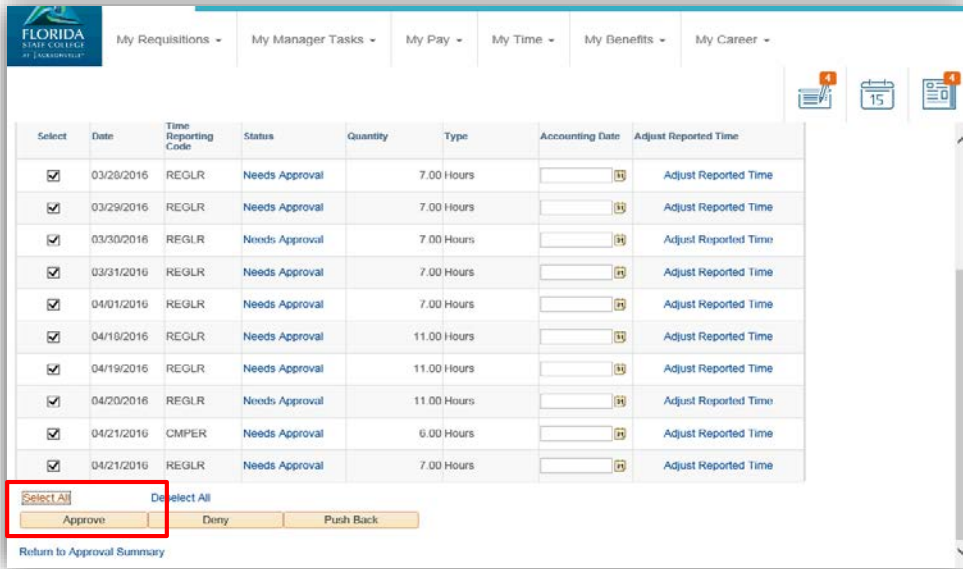 FLORIDA
STATE COLLEGE
AT JACKSONVILLE
My Requisitions My Manager Tasks My Pay My Time My Benefits My Career
4 15 4
Select Date Time Reporting Code Status Quantity Type Accounting Date Adjust Reported Time
03/28/2016 REGLR Needs Approval 7.00 Hours Adjust Reported Time
03/29/2016 REGLR Needs Approval 7.00 Hours Adjust Reported Time
03/30/2016 REGLR Needs Approval 7.00 Hours Adjust Reported Time
03/31/2016 REGLR Needs Approval 7.00 Hours Adjust Reported Time
04/01/2016 REGLR Needs Approval 7.00 Hours Adjust Reported Time
04/18/2016 REGLR Needs Approval 11.00 Hours Adjust Reported Time
04/19/2016 REGLR Needs Approval 11.00 Hours Adjust Reported Time
04/20/2016 REGLR Needs Approval 11.00 Hours Adjust Reported Time
04/21/2016 CMPER Needs Approval 6.00 Hours Adjust Reported Time
04/21/2016 REGLR Needs Approval 7.00 Hours Adjust Reported Time
Select All Deselect All
Approve Deny Push Back
Return to Approval Summary